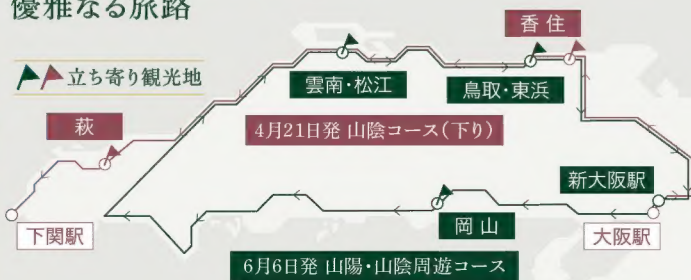 優雅なる旅路
立ち寄り観光地
香住
雲南・松江
鳥取・東浜
萩
4月21日発 山陰コース(下り)
新大阪駅
岡山
下関駅
大阪駅
6月6日発 山陽・山陰周遊コース